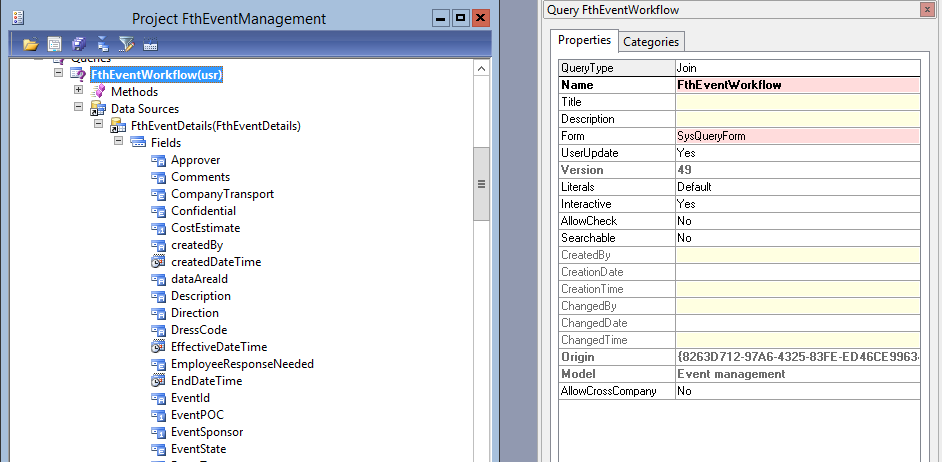 Project FthEventManagement
Queries
FthEventWorkflow(usr)
Methods
Data Sources
FthEventDetails(FthEventDetails)
Fields
Approver
Comments
CompanyTransport
Confidential
CostEstimate
createdBy
createdDateTime
dataAreaId
Description
Direction
DressCode
EffectiveDateTime
EmployeeResponseNeeded
EndDateTime
EventId
EventPOC
EventSponsor
EventState
Query FthEventWorkflow
Properties
Categories
QueryType Join
Name FthEventWorkflow
Title
Description
Form SysQueryForm
UserUpdate Yes
Version 49
Literals Default
Interactive Yes
AllowCheck No
Searchable No
CreatedBy
CreationDate
CreationTime
ChangedBy
ChangedDate
ChangedTime
Origin {8263D712-97A6-4325-83FE-ED46CE9963
Model Event management
AllowCrossCompany No